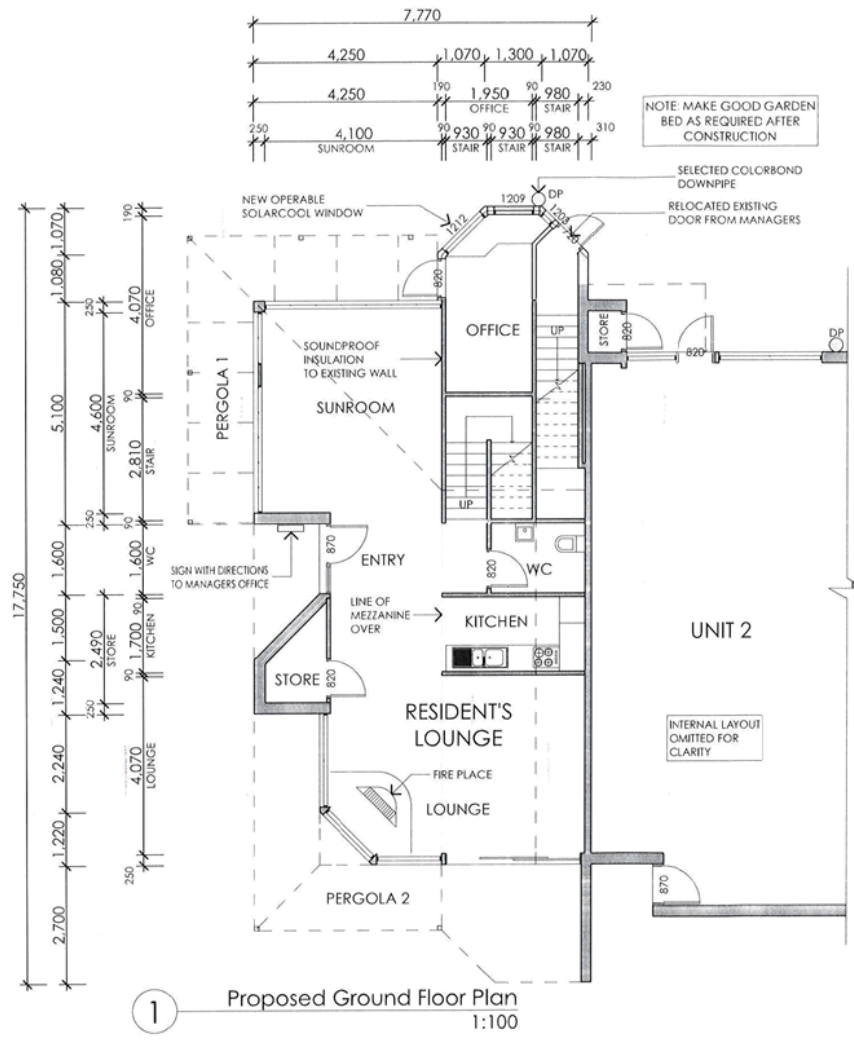 7,770
4,250 1,070 1,300 1,070
190 90 230
4,250 1,950 980
OFFICE STAIR
250 90 90 90 310
4,100 930 930 980
SUNROOM STAIR STAIR STAIR
NOTE: MAKE GOOD GARDEN
BED AS REQUIRED AFTER
CONSTRUCTION
SELECTED COLORBOND
DOWNPIPE
DP
NEW OPERABLE
SOLARCOOL WINDOW
1209
1212
RELOCATED EXISTING
DOOR FROM MANAGERS
820
OFFICE
UP
STORE
820
820
DP
SOUNDPROOF
INSULATION
TO EXISTING WALL
SUNROOM
PERGOLA 1
UP
ENTRY
870
SIGN WITH DIRECTIONS
TO MANAGERS OFFICE
820
WC
LINE OF
MEZZANINE
OVER
KITCHEN
UNIT 2
STORE
820
RESIDENT'S
LOUNGE
INTERNAL LAYOUT
OMITTED FOR
CLARITY
FIRE PLACE
LOUNGE
870
PERGOLA 2
17,750
1,070
1,080
5,100
1,600
1,500
1,240
2,240
1,220
2,700
250
4,600
SUNROOM
250
2,490
STORE
250
190
4,070
OFFICE
90
2,810
STAIR
90
1,600
WC
90
1,700
KITCHEN
90
4,070
LOUNGE
250
1
Proposed Ground Floor Plan
1:100